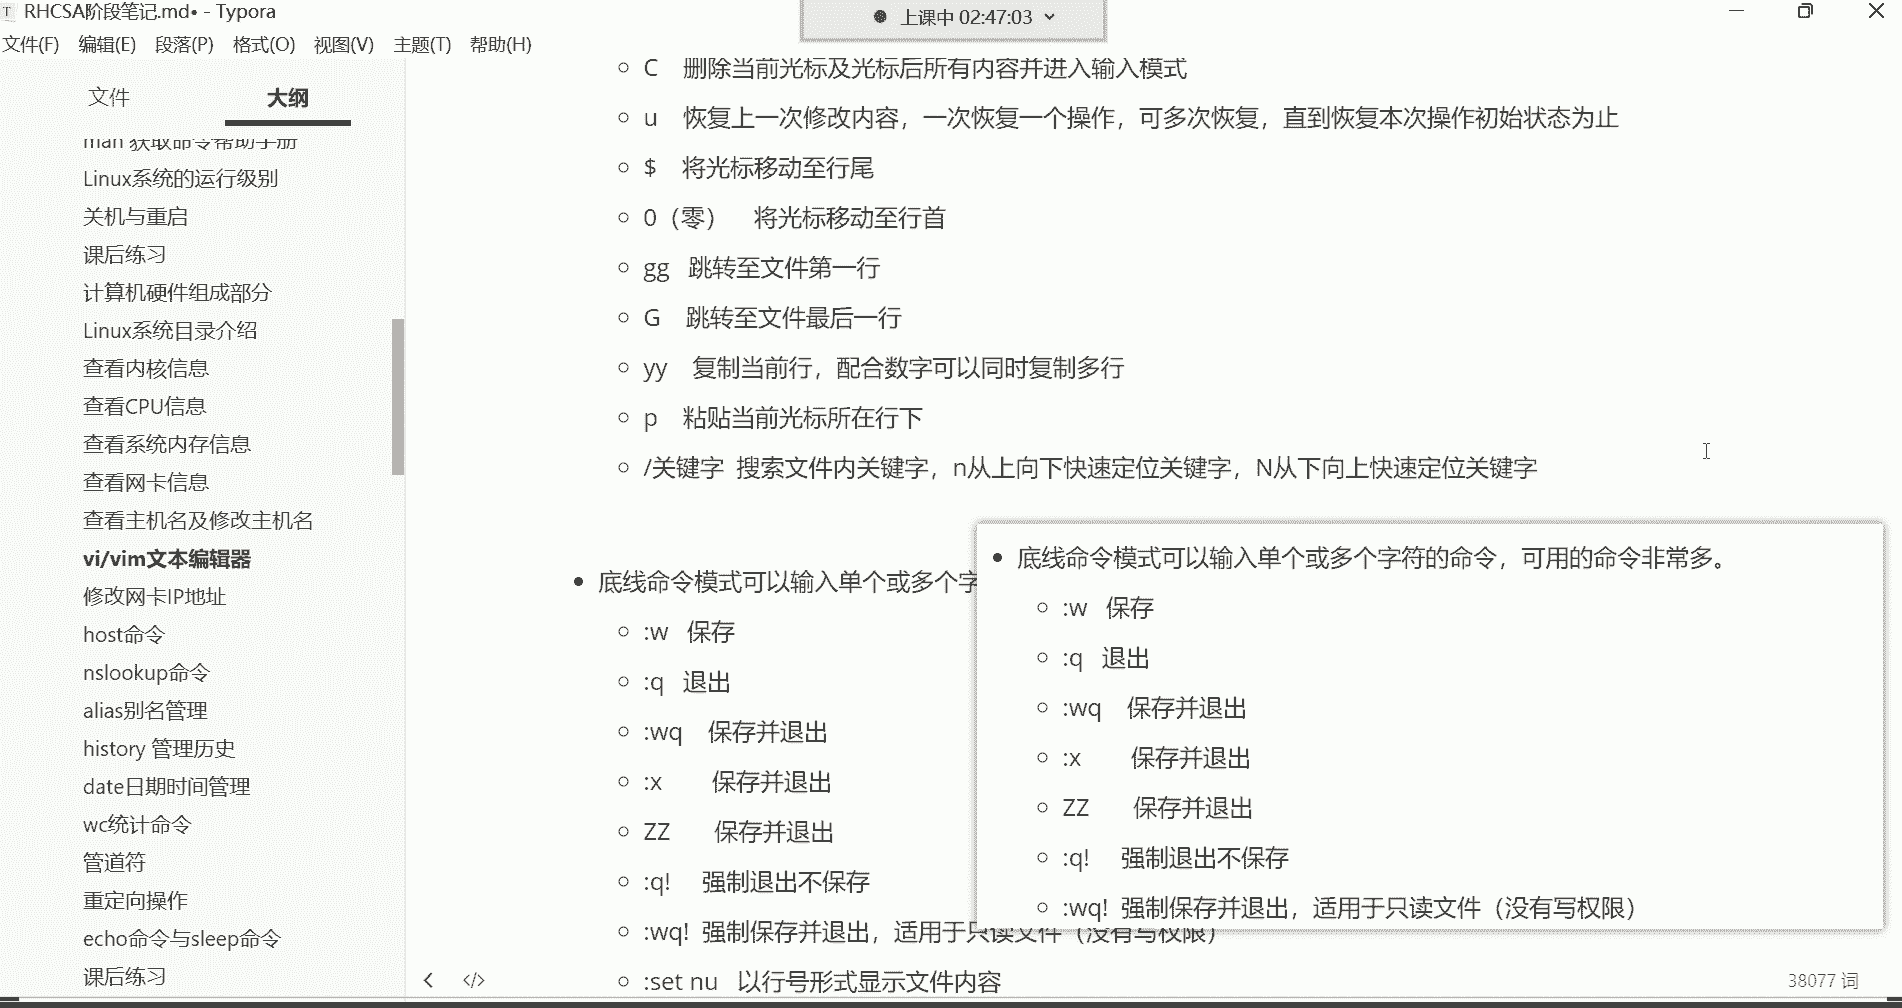 RHCSA阶段笔记.md• - Typora
上课中 02:47:03
文件(F) 编辑(E) 段落(P) 格式(O) 视图(V) 主题(T) 帮助(H)
文件 大纲
man 获取命令帮助手册
Linux系统的运行级别
关机与重启
课后练习
计算机硬件组成部分
Linux系统目录介绍
查看内核信息
查看CPU信息
查看系统内存信息
查看网卡信息
查看主机名及修改主机名
vi/vim文本编辑器
修改网卡IP地址
host命令
nslookup命令
alias别名管理
history 管理历史
date日期时间管理
wc统计命令
管道符
重定向操作
echo命令与sleep命令
课后练习
C 删除当前光标及光标后所有内容并进入输入模式
u 恢复上一次修改内容，一次恢复一个操作，可多次恢复，直到恢复本次操作初始状态为止
$ 将光标移动至行尾
0（零） 将光标移动至行首
gg 跳转至文件第一行
G 跳转至文件最后一行
yy 复制当前行，配合数字可以同时复制多行
p 粘贴当前光标所在行下
/关键字 搜索文件内关键字，n从上向下快速定位关键字，N从下向上快速定位关键字
底线命令模式可以输入单个或多个字
:w 保存
:q 退出
:wq 保存并退出
:x 保存并退出
ZZ 保存并退出
:q! 强制退出不保存
:wq! 强制保存并退出，适用于只读文件（没有写权限）
:set nu 以行号形式显示文件内容
底线命令模式可以输入单个或多个字符的命令，可用的命令非常多。
:w 保存
:q 退出
:wq 保存并退出
:x 保存并退出
ZZ 保存并退出
:q! 强制退出不保存
:wq! 强制保存并退出，适用于只读文件（没有写权限）
38077 词